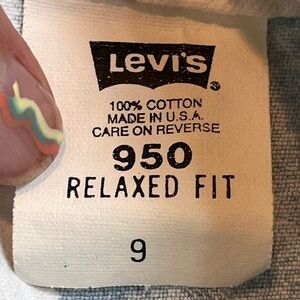 Levi's
100% COTTON
MADE IN U.S.A.
CARE ON REVERSE
950
RELAXED FIT
9